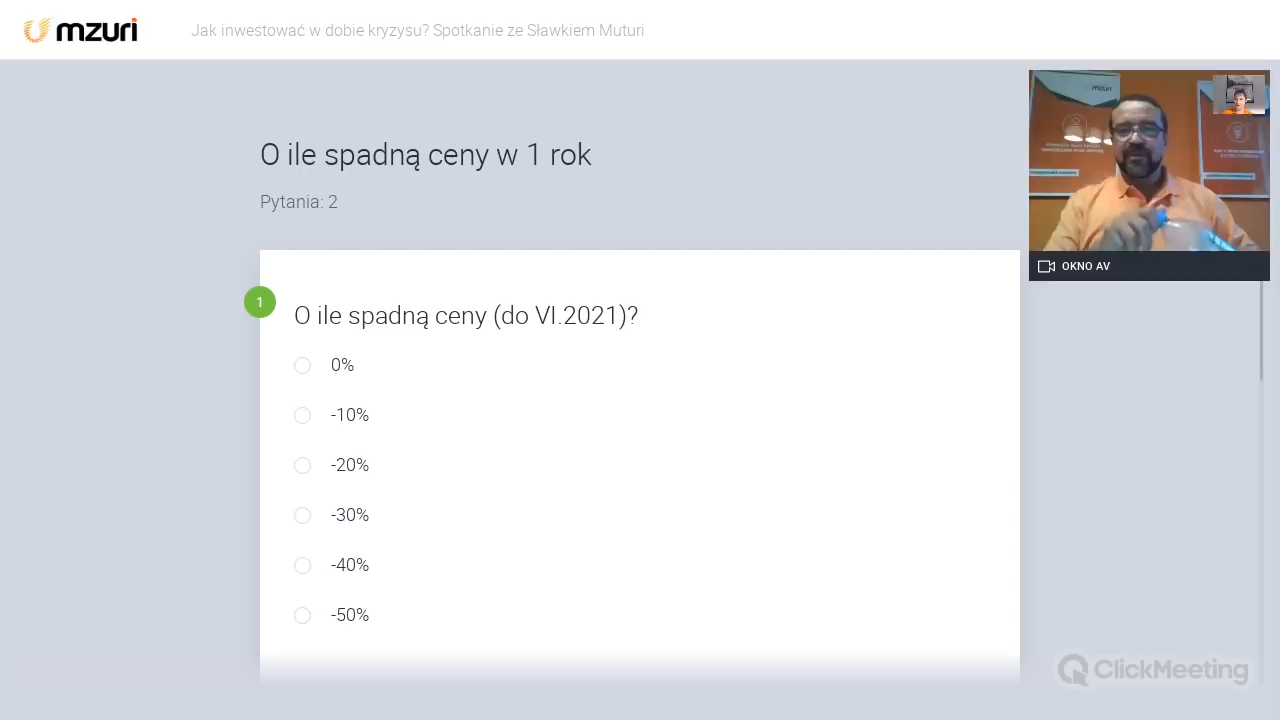 mzuri
Jak inwestować w dobie kryzysu? Spotkanie ze Sławkiem Muturi
mzuri
O ile spadną ceny w 1 rok
Pytania: 2
OKNO AV
1
O ile spadną ceny (do VI.2021)?
0%
-10%
-20%
-30%
-40%
-50%
ClickMeeting